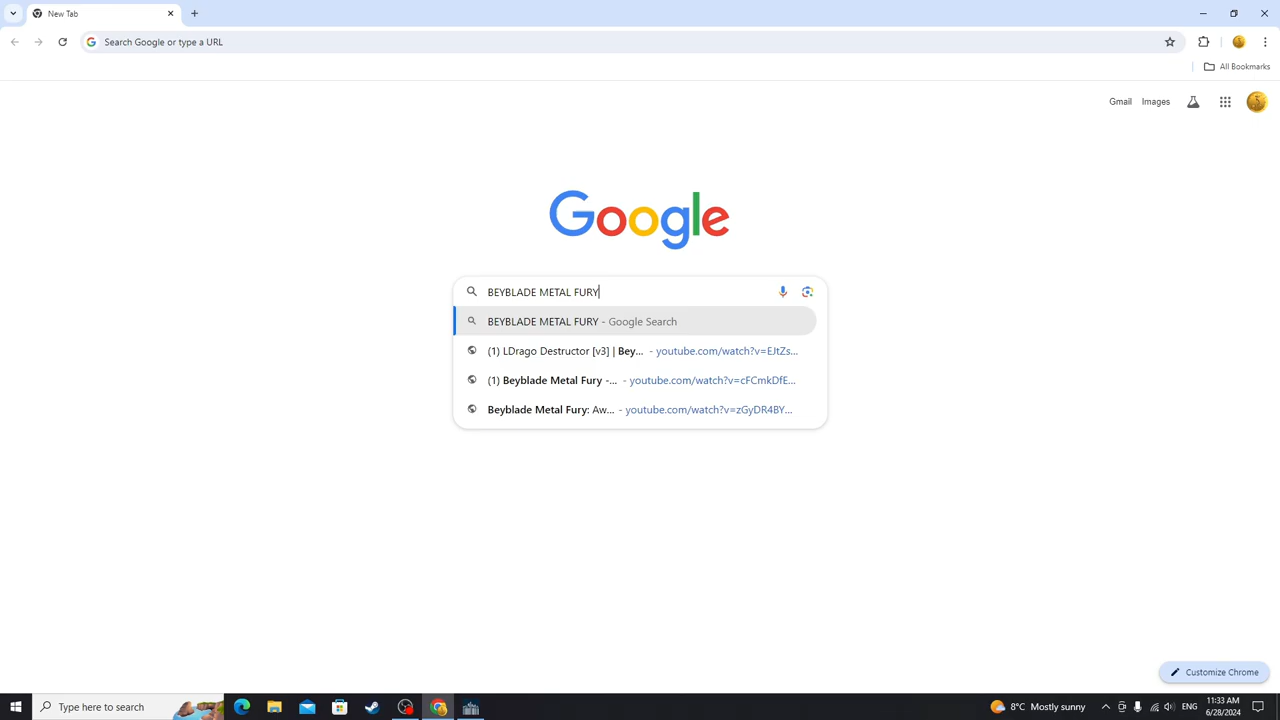 New Tab
Search Google or type a URL
All Bookmarks
Gmail Images
Google
BEYBLADE METAL FURY
BEYBLADE METAL FURY - Google Search
(1) LDrago Destructor [v3] | Bey... - youtube.com/watch?v=EJtZs...
(1) Beyblade Metal Fury -... - youtube.com/watch?v=cFCmkDfE...
Beyblade Metal Fury: Aw... - youtube.com/watch?v=zGyDR4BY...
Customize Chrome
Type here to search
8°C Mostly sunny
ENG
11:33 AM
6/28/2024